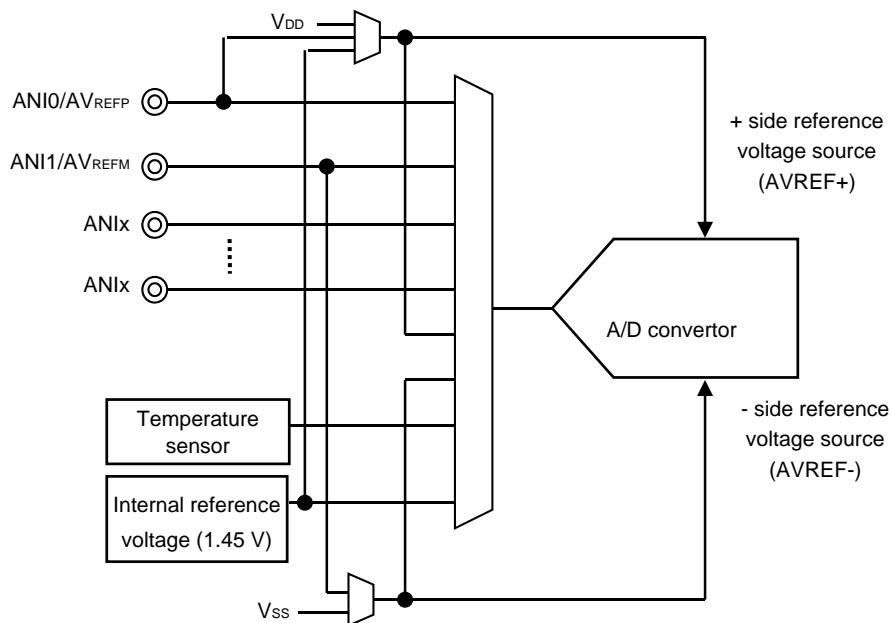 VDD
ANI0/AVREFP
ANI1/AVREFM
ANIx
ANIx
+ side reference
voltage source
(AVREF+)
A/D convertor
Temperature
sensor
Internal reference
voltage (1.45 V)
- side reference
voltage source
(AVREF-)
VSS